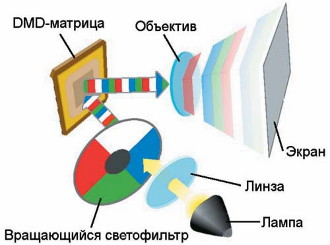 DMD-матрица
Объектив
Экран
Линза
Лампа
Вращающийся светофильтр